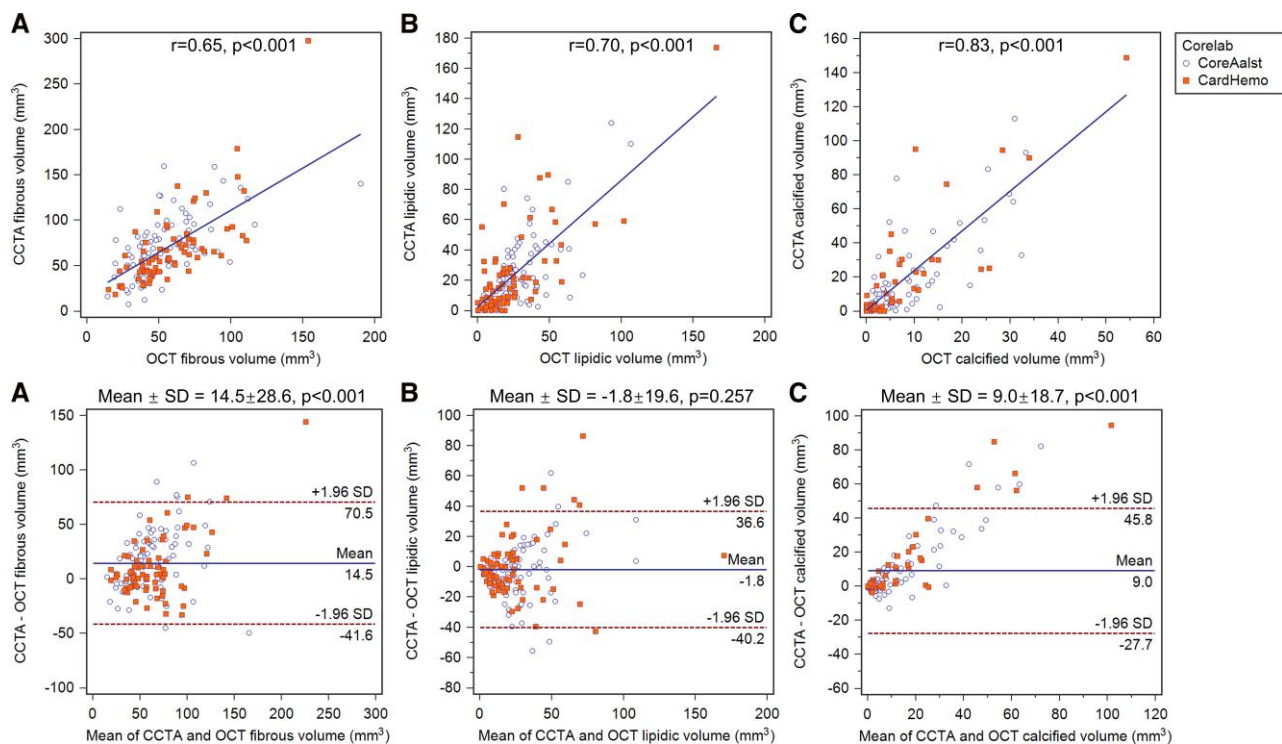 A
r=0.65, p<0.001
CCTA fibrous volume (mm³)
300
250
200
150
100
50
0
0 50 100 150 200
OCT fibrous volume (mm³)
B
r=0.70, p<0.001
CCTA lipidic volume (mm³)
180
160
140
120
100
80
60
40
20
0
0 50 100 150 200
OCT lipidic volume (mm³)
C
r=0.83, p<0.001
CCTA calcified volume (mm³)
160
140
120
100
80
60
40
20
0
0 10 20 30 40 50 60
OCT calcified volume (mm³)
Corelab
CoreAalst
CardHemo
A
Mean ± SD = 14.5±28.6, p<0.001
CCTA - OCT fibrous volume (mm³)
150
100
50
0
-50
-100
+1.96 SD
70.5
Mean
14.5
-1.96 SD
-41.6
0 50 100 150 200 250 300
Mean of CCTA and OCT fibrous volume (mm³)
B
Mean ± SD = -1.8±19.6, p=0.257
CCTA - OCT lipidic volume (mm³)
100
80
60
40
20
0
-20
-40
-60
-80
+1.96 SD
36.6
Mean
-1.8
-1.96 SD
-40.2
0 50 100 150 200
Mean of CCTA and OCT lipidic volume (mm³)
C
Mean ± SD = 9.0±18.7, p<0.001
CCTA - OCT calcified volume (mm³)
100
80
60
40
20
0
-20
-40
-60
+1.96 SD
45.8
Mean
9.0
-1.96 SD
-27.7
0 20 40 60 80 100 120
Mean of CCTA and OCT calcified volume (mm³)